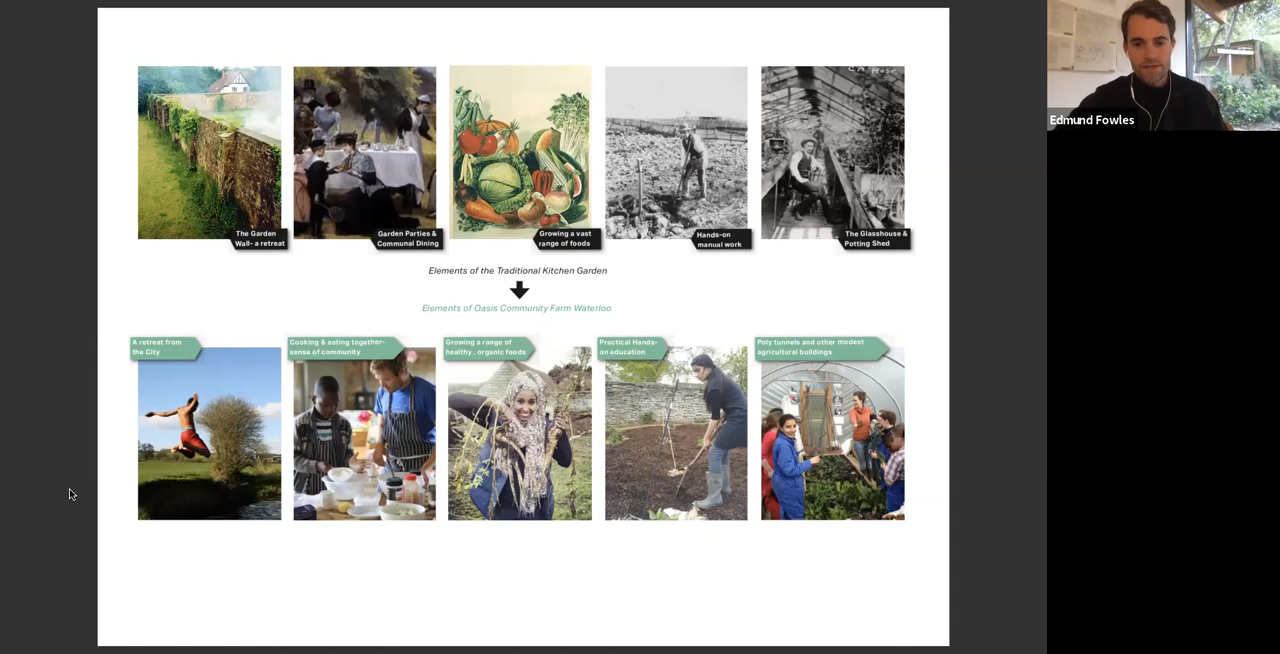 Edmund Fowles
The Garden
Wall- a retreat
Garden Parties &
Communal Dining
Growing a vast
range of foods
Hands-on
manual work
The Glasshouse &
Potting Shed
Elements of the Traditional Kitchen Garden
Elements of Oasis Community Farm Waterloo
A retreat from
the City
Cooking & eating together-
sense of community
Growing a range of
healthy , organic foods
Practical Hands-
on education
Poly tunnels and other modest
agricultural buildings